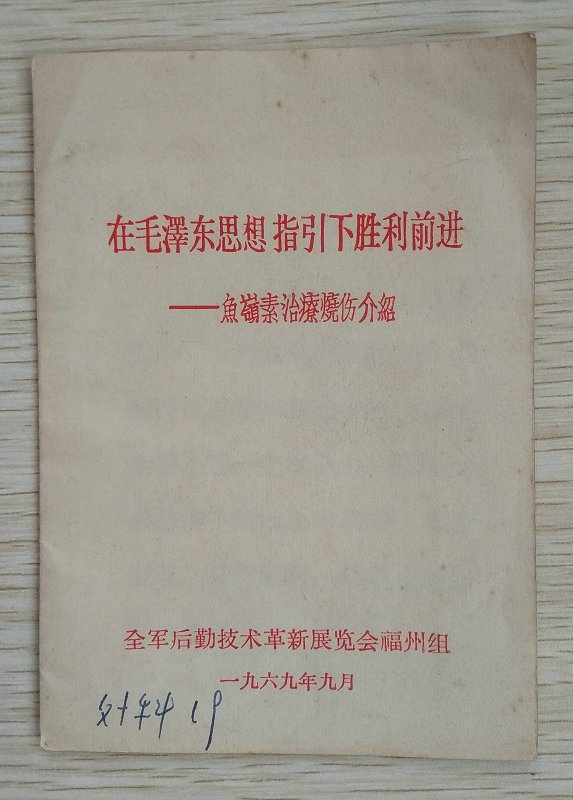 在毛澤东思想指引下胜利前进
——魚嶺素治療燒伤介紹
全军后勤技术革新展览会福州组
一九六九年九月